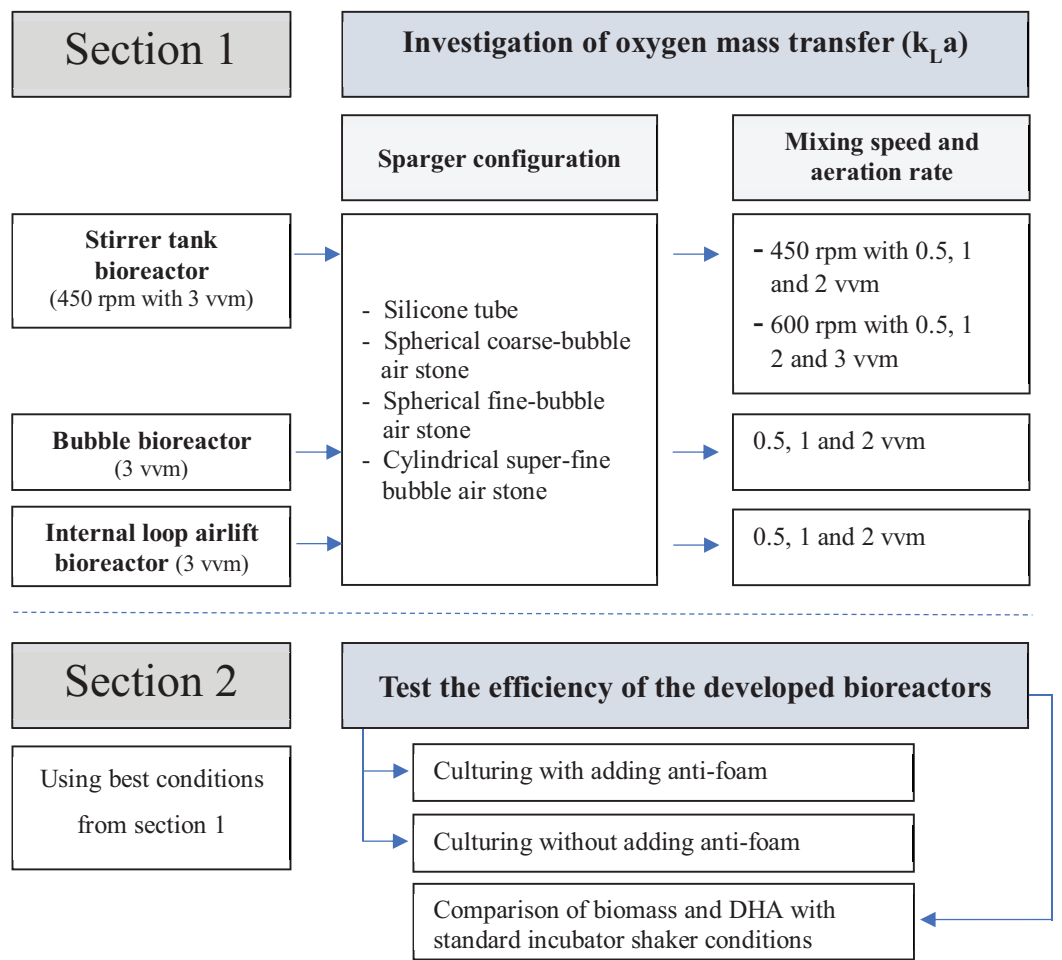 Section 1
Investigation of oxygen mass transfer (kLa)
Sparger configuration
Mixing speed and
aeration rate
Stirrer tank
bioreactor
(450 rpm with 3 vvm)
- Silicone tube
- Spherical coarse-bubble
air stone
- Spherical fine-bubble
air stone
- Cylindrical super-fine
bubble air stone
- 450 rpm with 0.5, 1
and 2 vvm
- 600 rpm with 0.5, 1
2 and 3 vvm
Bubble bioreactor
(3 vvm)
0.5, 1 and 2 vvm
Internal loop airlift
bioreactor (3 vvm)
0.5, 1 and 2 vvm
Section 2
Test the efficiency of the developed bioreactors
Using best conditions
from section 1
Culturing with adding anti-foam
Culturing without adding anti-foam
Comparison of biomass and DHA with
standard incubator shaker conditions